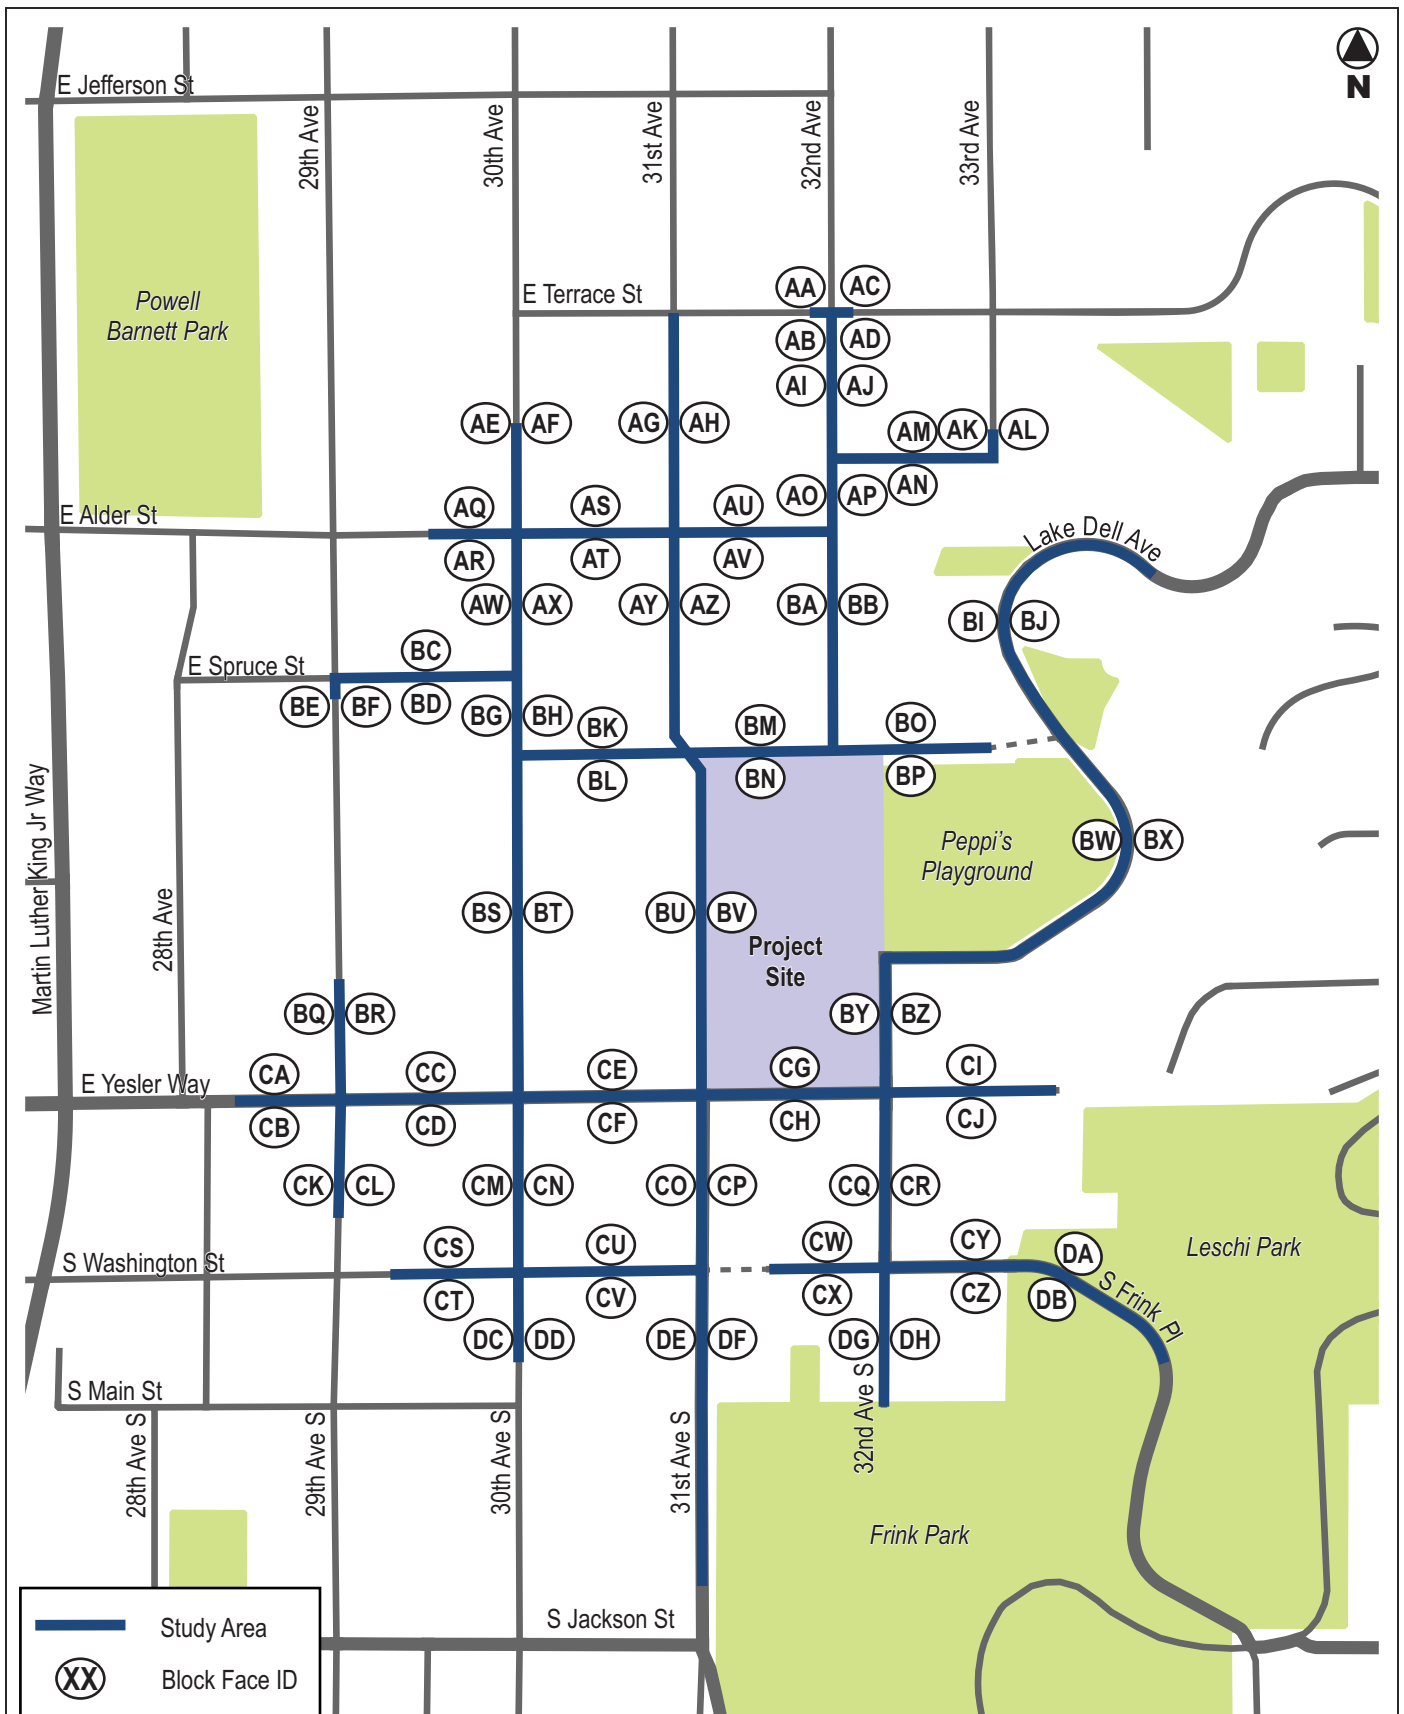 N
E Jefferson St
29th Ave
30th Ave
31st Ave
32nd Ave
33rd Ave
Powell
Barnett Park
E Terrace St
AA
AC
AB
AD
AI
AJ
AE
AF
AG
AH
AM
AK
AL
AN
AO
AP
AQ
AS
AU
E Alder St
AR
AT
AV
Lake Dell Ave
AW
AX
AY
AZ
BA
BB
BI
BJ
BC
E Spruce St
BE
BF
BD
BG
BH
BK
BM
BO
BL
BN
BP
Martin Luther King Jr Way
28th Ave
Peppi's
Playground
BW
BX
BS
BT
BU
BV
Project
Site
BQ
BR
BY
BZ
E Yesler Way
CA
CC
CE
CG
CI
CB
CD
CF
CH
CJ
CK
CL
CM
CN
CO
CP
CQ
CR
S Washington St
CS
CU
CW
CY
DA
CT
CV
CX
CZ
DB
S Frink Pl
Leschi Park
DC
DD
DE
DF
DG
DH
S Main St
28th Ave S
29th Ave S
30th Ave S
31st Ave S
32nd Ave S
Frink Park
S Jackson St
Study Area
XX
Block Face ID